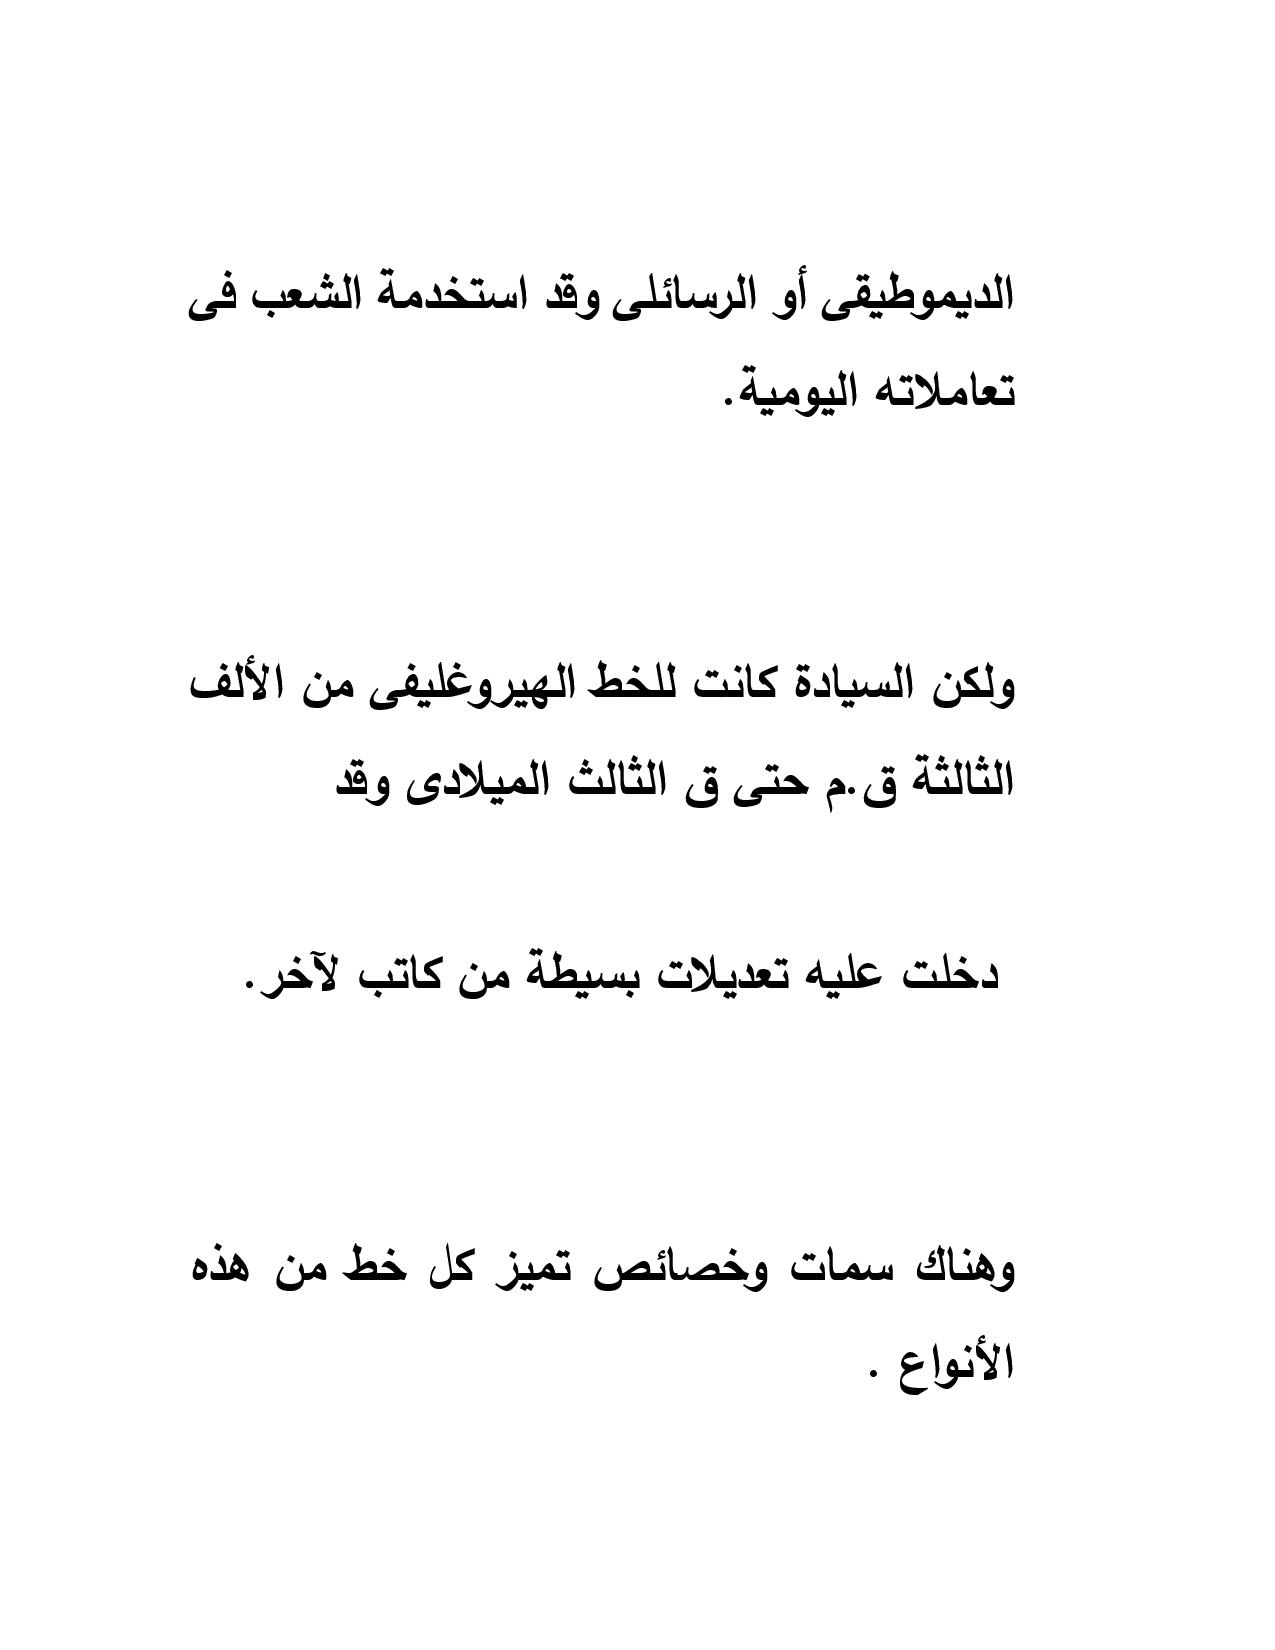 الديموطيقى أو الرسائلى وقد استخدمة الشعب فى
تعاملاته اليومية.
ولكن السيادة كانت للخط الهيروغليفى من الألف
الثالثة ق.م حتى ق الثالث الميلادى وقد
دخلت عليه تعديلات بسيطة من كاتب لآخر.
وهناك سمات وخصائص تميز كل خط من هذه
الأنواع .